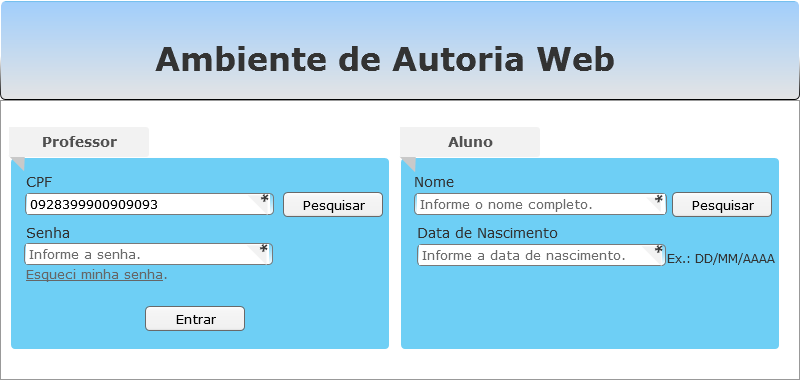 Ambiente de Autoria Web
Professor
CPF
0928399900909093 * Pesquisar
Senha
Informe a senha. *
Esqueci minha senha.
Entrar
Aluno
Nome
Informe o nome completo. * Pesquisar
Data de Nascimento
Informe a data de nascimento. * Ex.: DD/MM/AAAA